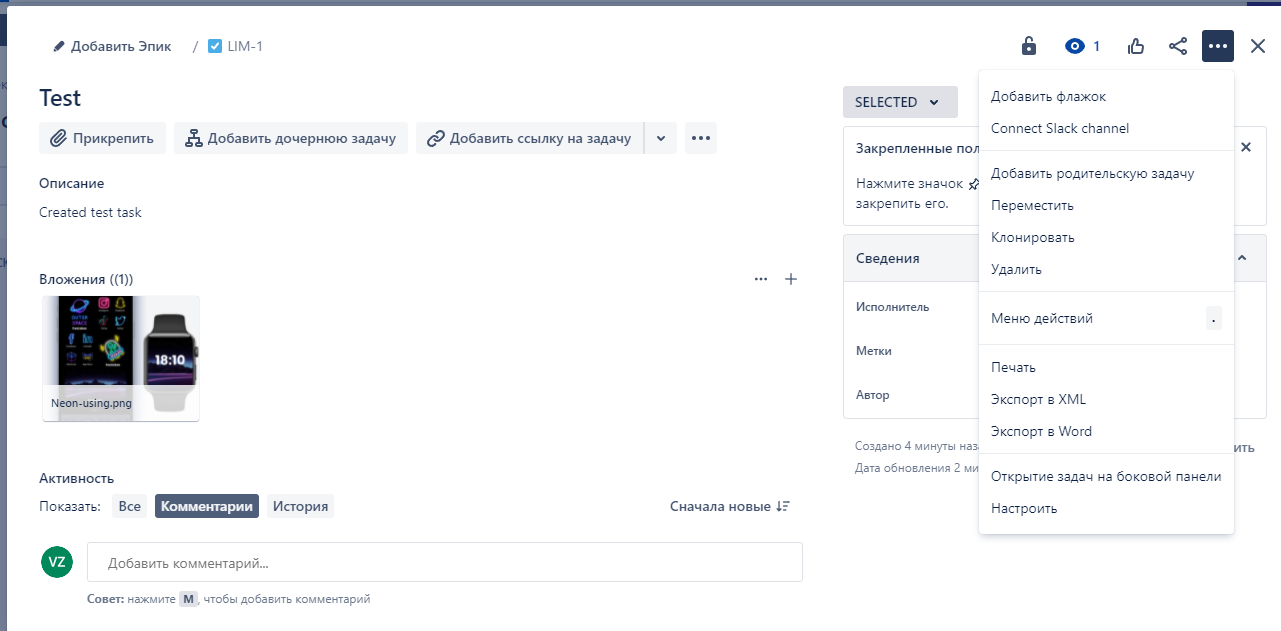 Добавить Эпик / LIM-1
1
Test
Прикрепить
Добавить дочернюю задачу
Добавить ссылку на задачу
Описание
Created test task
Вложения ((1))
18:10
Neon-using.png
Активность
Показать: Все Комментарии История
Сначала новые
VZ
Добавить комментарий...
Совет: нажмите M, чтобы добавить комментарий
SELECTED
Закрепленные пол
Нажмите значок
закрепить его.
Сведения
Исполнитель
Метки
Автор
Создано 4 минуты наза
Дата обновления 2 ми
ить
Добавить флажок
Connect Slack channel
Добавить родительскую задачу
Переместить
Клонировать
Удалить
Меню действий .
Печать
Экспорт в XML
Экспорт в Word
Открытие задач на боковой панели
Настроить